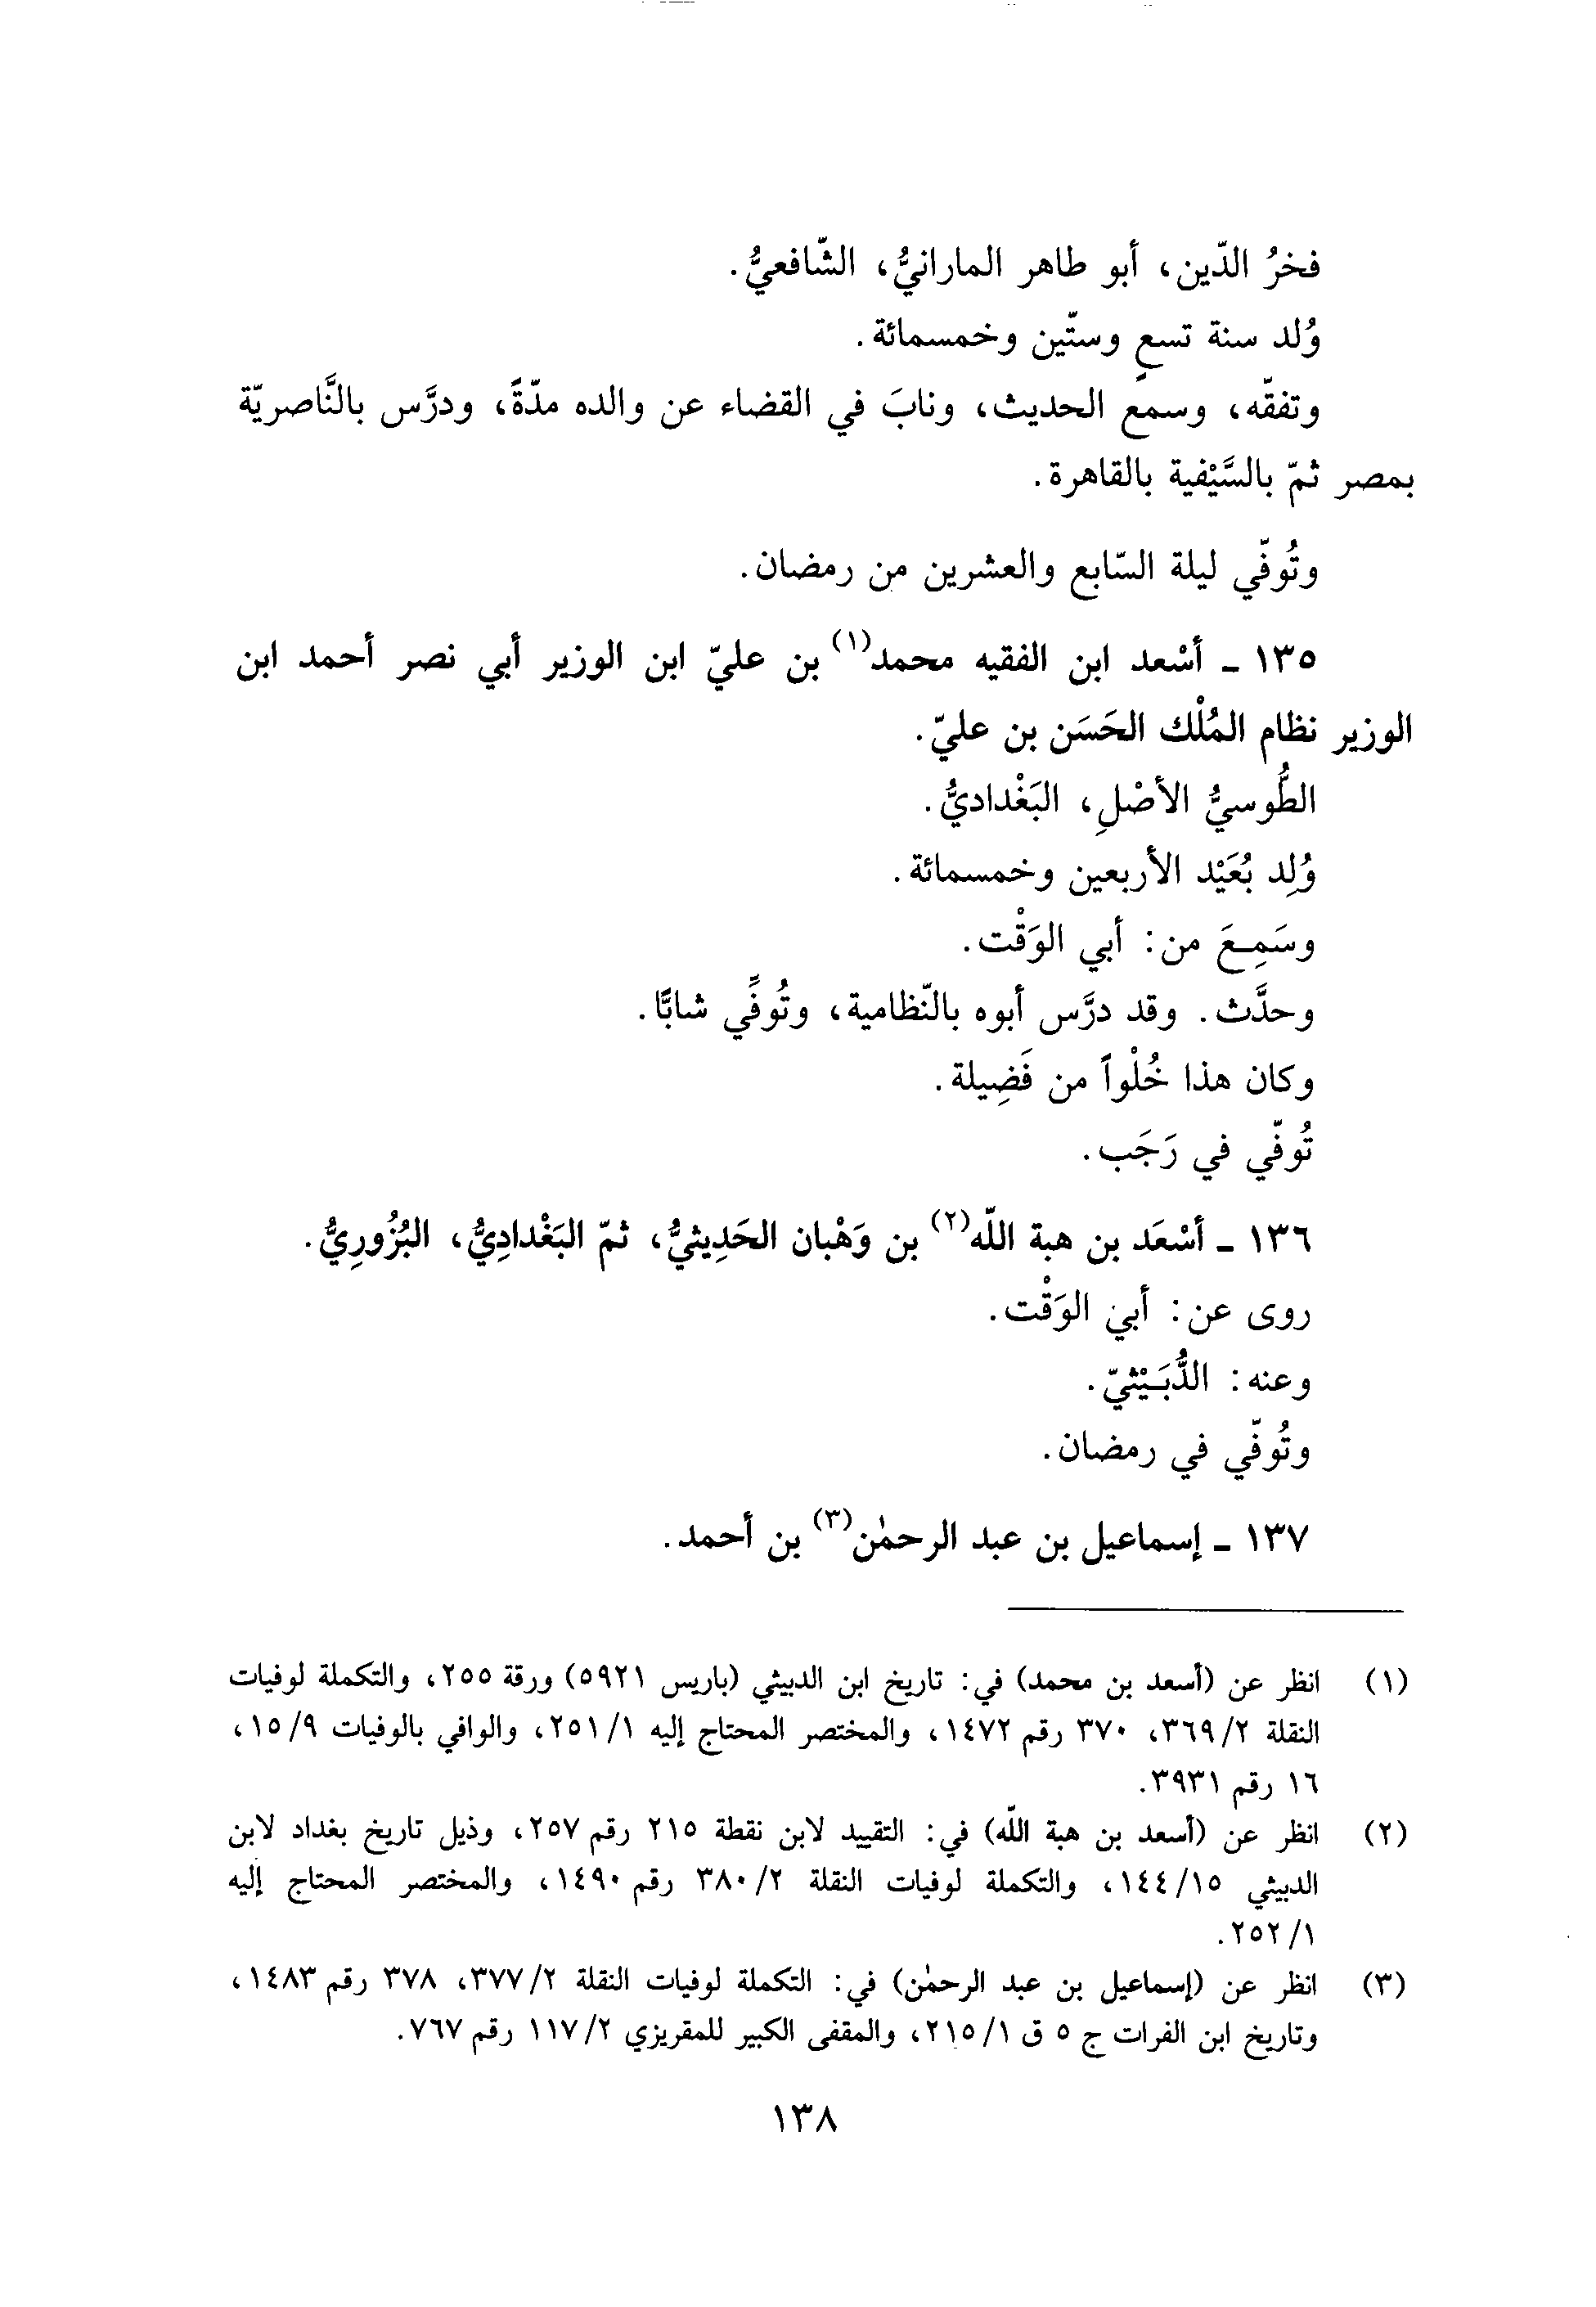 فخرُ الدّين، أبو طاهر المارانيُّ، الشّافعيُّ.
وُلد سنة تسعٍ وستّين وخمسمائة.
وتفقّه، وسمع الحديث، ونابَ في القضاء عن والده مدّةً، ودرَّس بالنَّاصريّة
بمصر ثمّ بالسَّيْفية بالقاهرة.
وتُوفّي ليلة السّابع والعشرين من رمضان.
١٣٥ ـ أسْعد ابن الفقيه محمد(١) بن عليّ ابن الوزير أبي نصر أحمد ابن
الوزير نظام المُلْك الحَسَن بن عليّ.
الطُّوسيُّ الأصْلِ، البَغْداديُّ.
وُلِد بُعَيْد الأربعين وخمسمائة.
وسَمِعَ من: أبي الوَقْت.
وحدَّث. وقد درَّس أبوه بالنّظامية، وتُوفِّي شابًّا.
وكان هذا خُلْواً من فَضِيلة.
تُوفّي في رَجَب.
١٣٦ ـ أسْعَد بن هبة اللّه(٢) بن وَهْبان الحَدِيثيُّ، ثمّ البَغْدادِيُّ، البُزُورِيُّ.
روى عن: أبي الوَقْت.
وعنه: الدُّبَيْثيّ.
وتُوفّي في رمضان.
١٣٧ ـ إسماعيل بن عبد الرحمٰن(٣) بن أحمد.
(١) انظر عن (أسعد بن محمد) في: تاريخ ابن الدبيثي (باريس ٥٩٢١) ورقة ٢٥٥، والتكملة لوفيات
النقلة ٢/ ٣٦٩، ٣٧٠ رقم ١٤٧٢، والمختصر المحتاج إليه ١/ ٢٥١، والوافي بالوفيات ٩/ ١٥،
١٦ رقم ٣٩٣١.
(٢) انظر عن (أسعد بن هبة اللّه) في: التقييد لابن نقطة ٢١٥ رقم ٢٥٧، وذيل تاريخ بغداد لابن
الدبيثي ١٥/ ١٤٤، والتكملة لوفيات النقلة ٢/ ٣٨٠ رقم ١٤٩٠، والمختصر المحتاج إليه
١/ ٢٥٢.
(٣) انظر عن (إسماعيل بن عبد الرحمٰن) في: التكملة لوفيات النقلة ٢/ ٣٧٧، ٣٧٨ رقم ١٤٨٣،
وتاريخ ابن الفرات ج ٥ ق ١/ ٢١٥، والمقفى الكبير للمقريزي ٢/ ١١٧ رقم ٧٦٧.
١٣٨